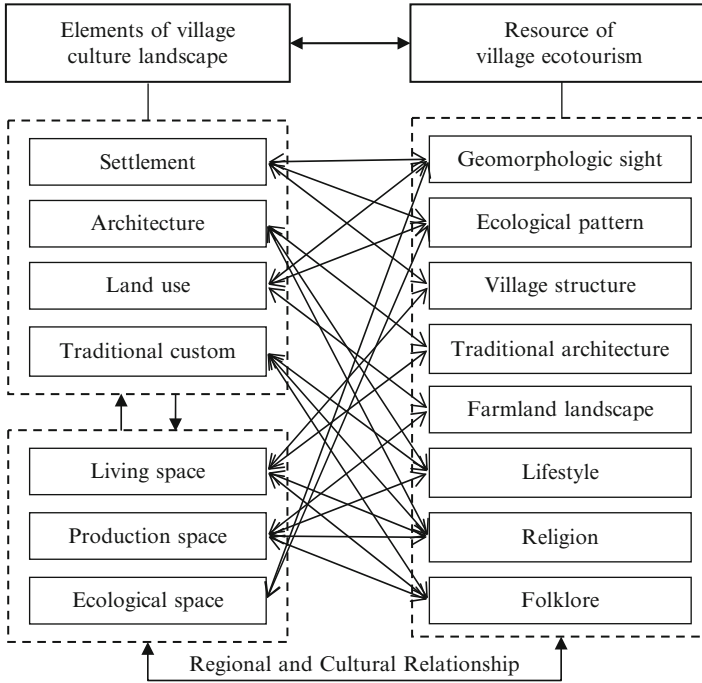 Elements of village
culture landscape
Resource of
village ecotourism
Settlement
Architecture
Land use
Traditional custom
Living space
Production space
Ecological space
Geomorphologic sight
Ecological pattern
Village structure
Traditional architecture
Farmland landscape
Lifestyle
Religion
Folklore
Regional and Cultural Relationship